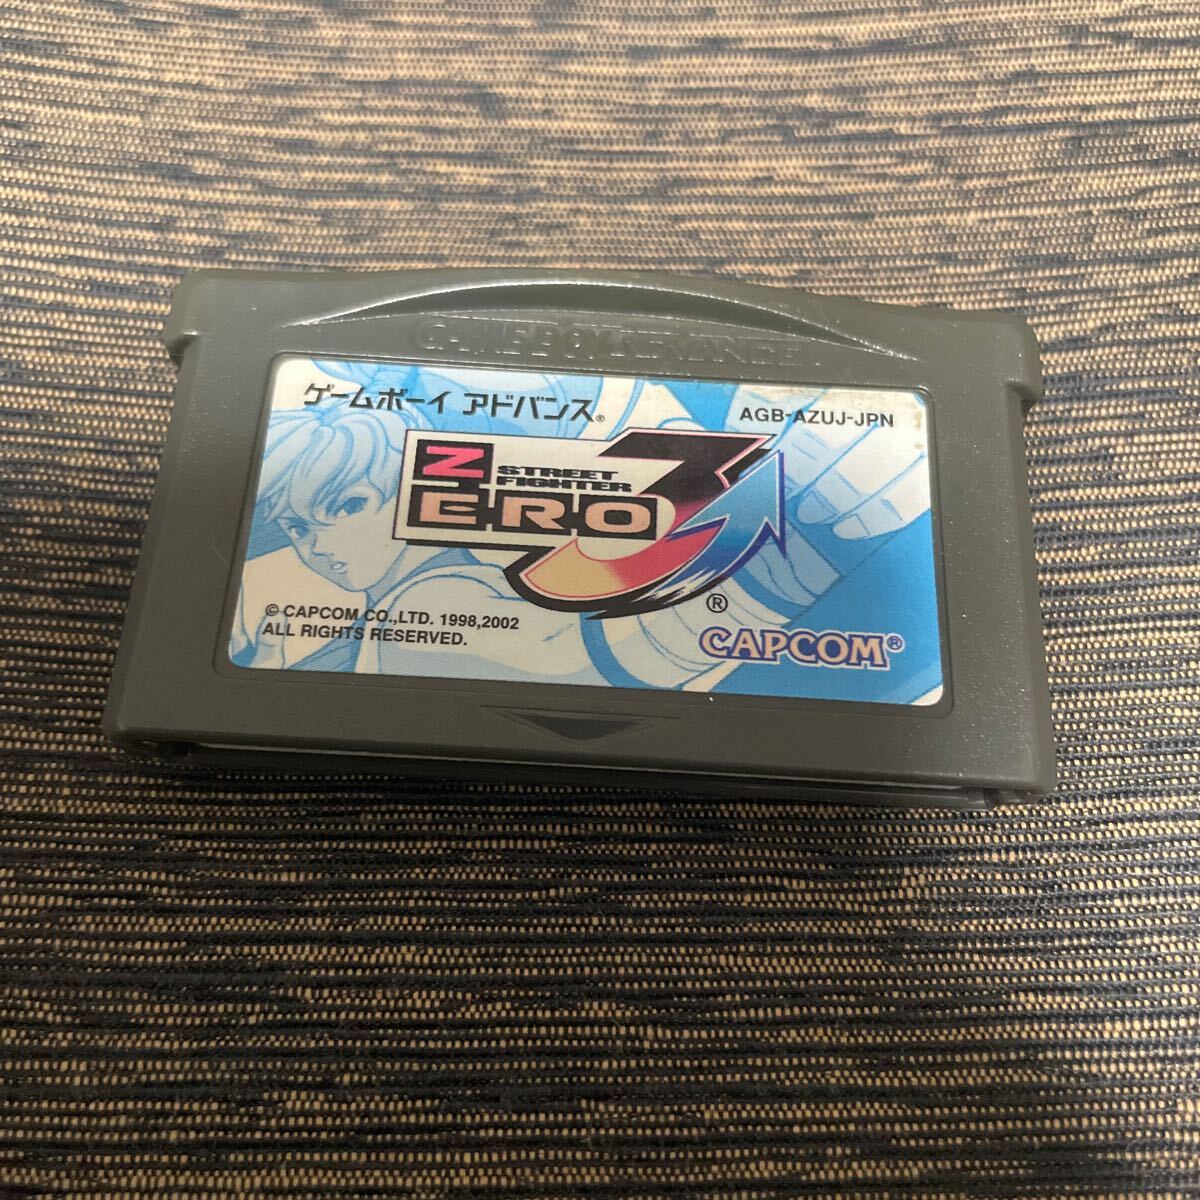 GAME BOY ADVANCE
ゲームボーイ アドバンス®
AGB-AZUJ-JPN
STREET
FIGHTER
ZERO 3®
© CAPCOM CO.,LTD. 1998,2002
ALL RIGHTS RESERVED.
CAPCOM®